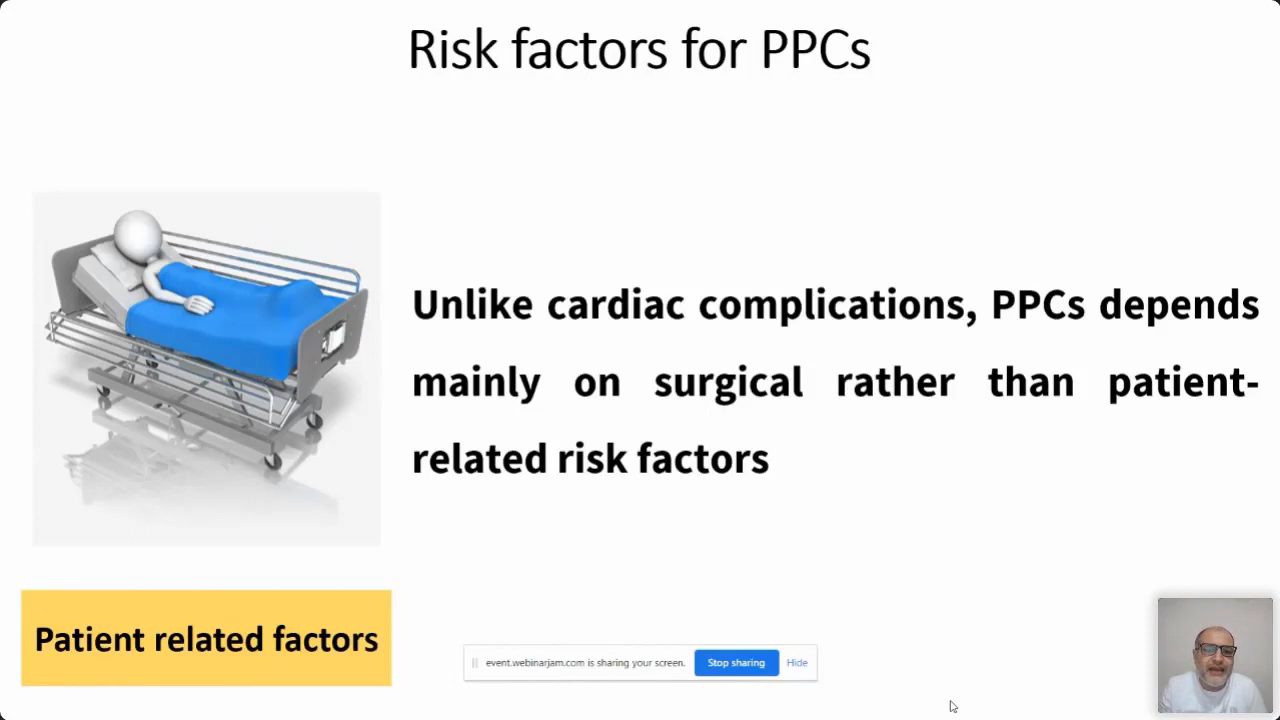 Risk factors for PPCs
Unlike cardiac complications, PPCs depends
mainly on surgical rather than patient-
related risk factors
Patient related factors
event.webinarjam.com is sharing your screen. Stop sharing Hide